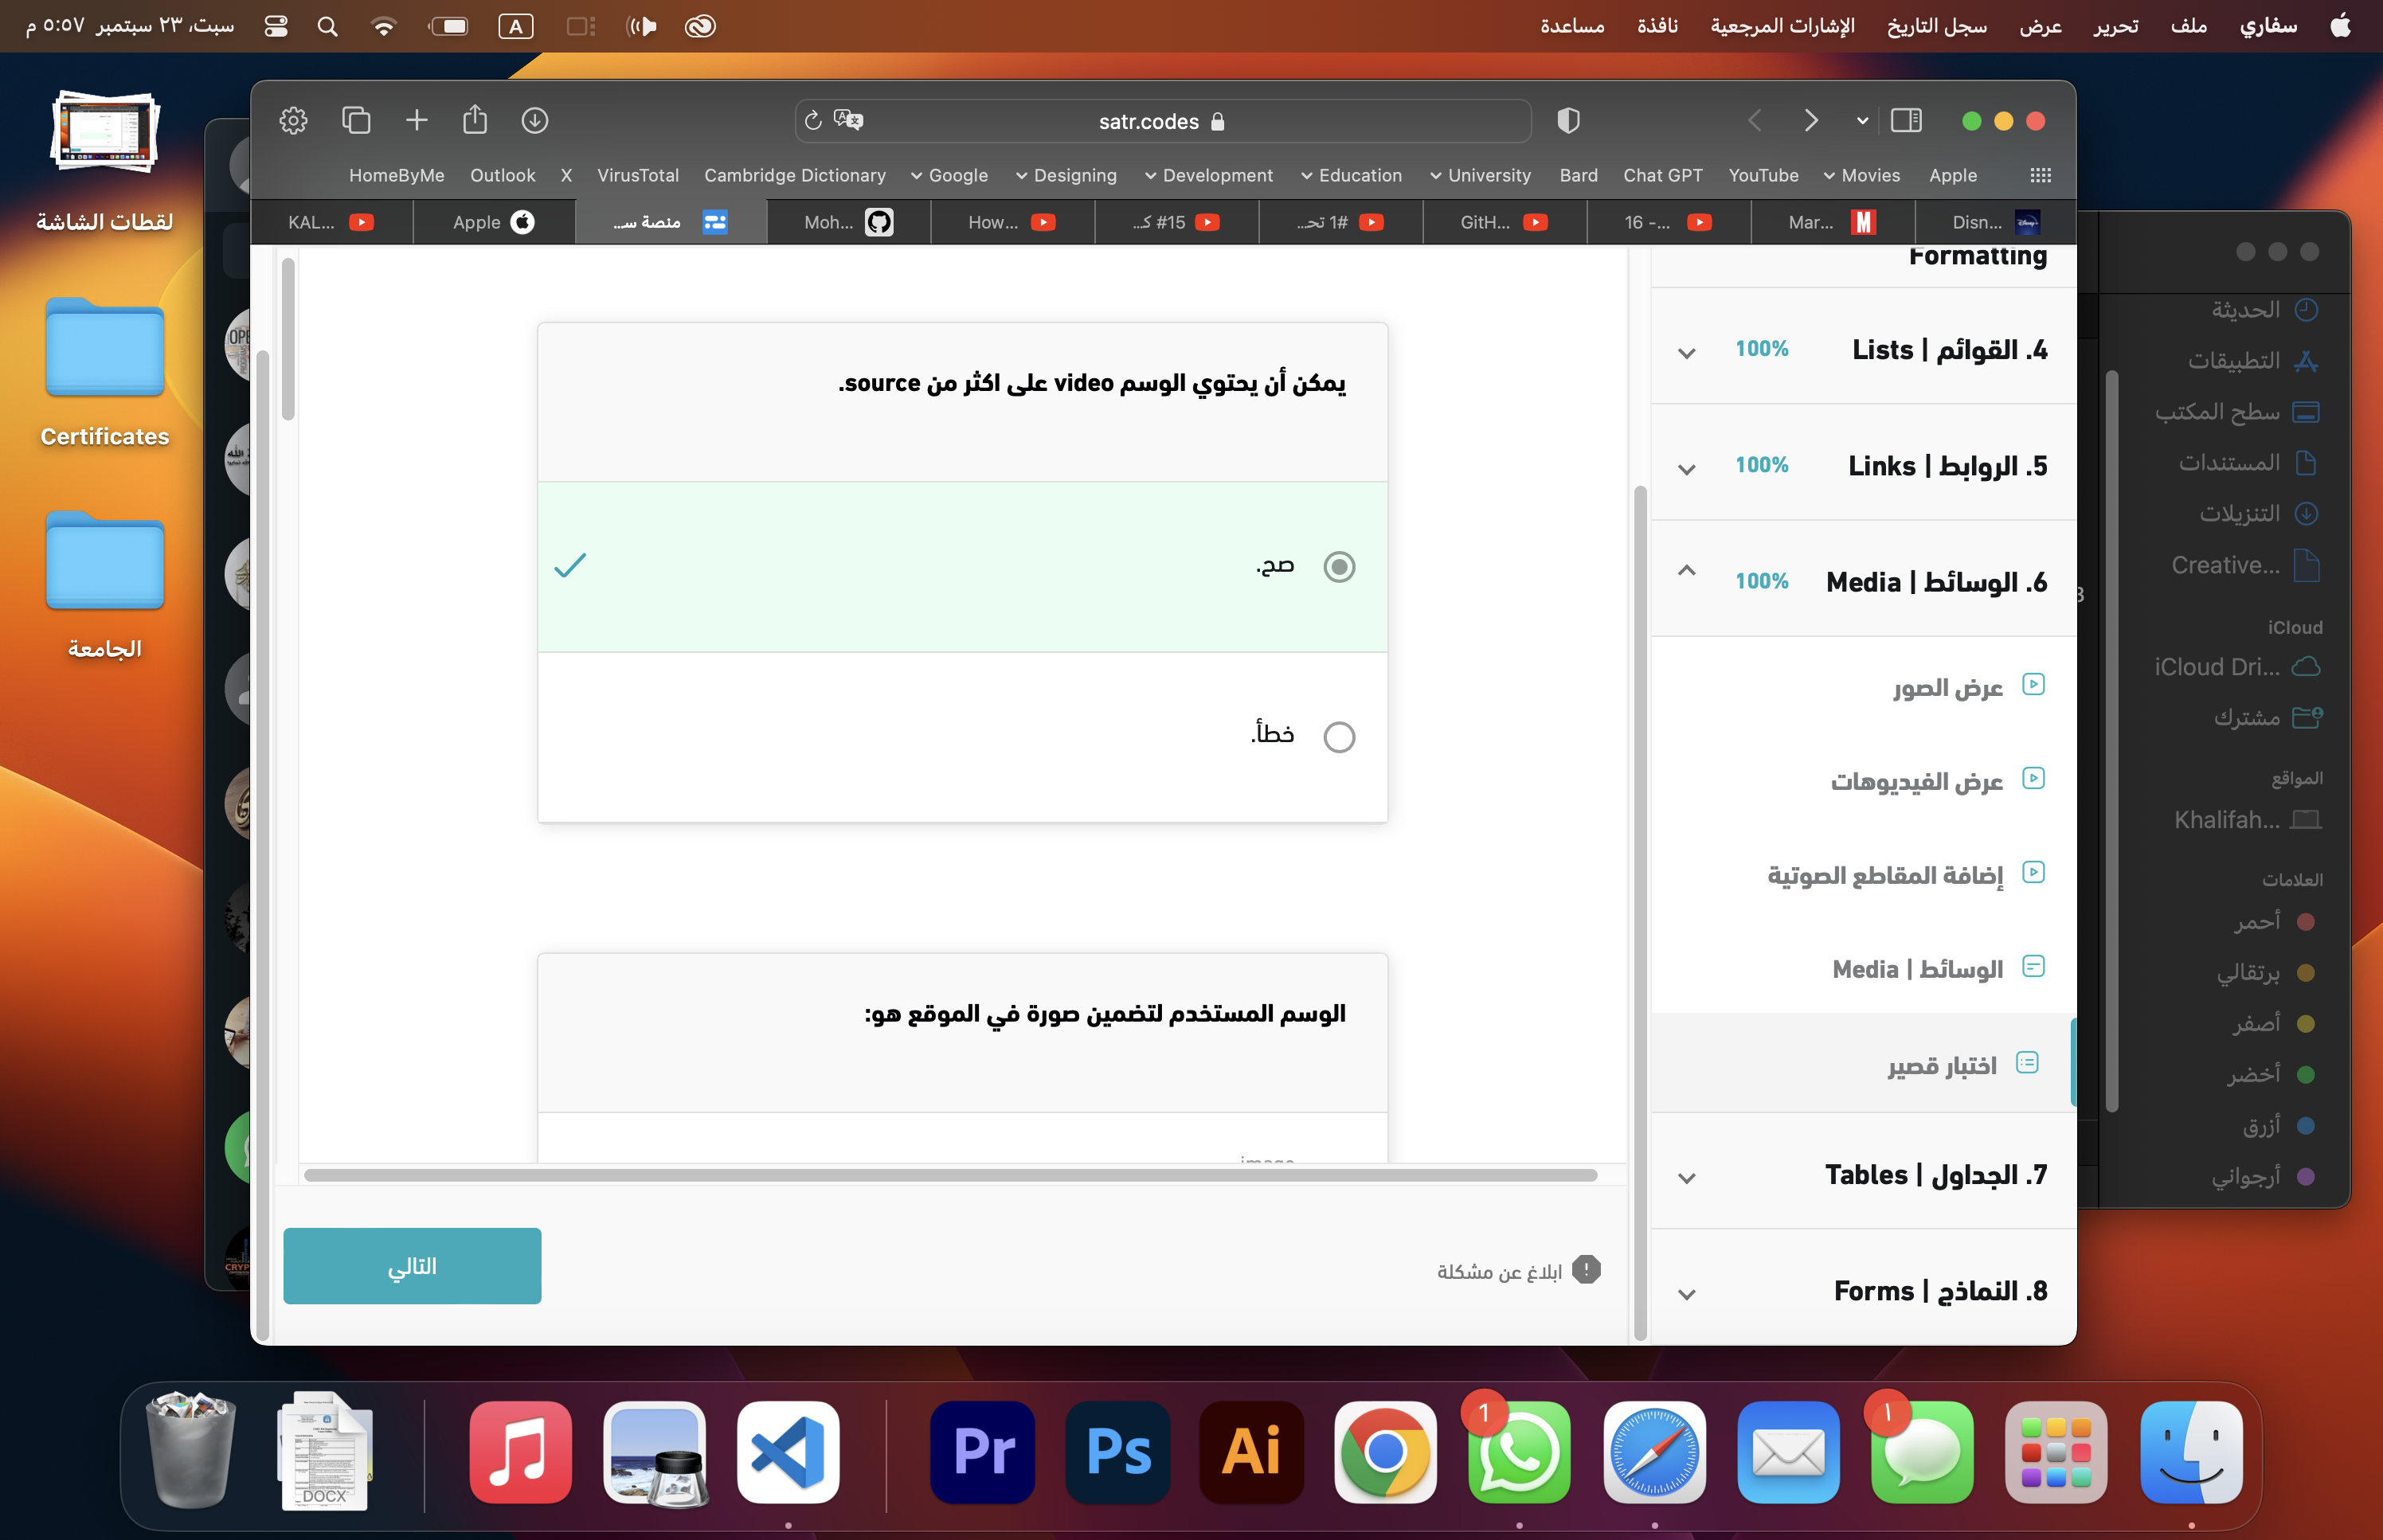 سفاري ملف تحرير عرض سجل التاريخ الإشارات المرجعية نافذة مساعدة
A
سبت، ٢٣ سبتمبر ٥:٥٧ م
satr.codes
HomeByMe Outlook X VirusTotal Cambridge Dictionary Google Designing Development Education University Bard Chat GPT YouTube Movies Apple
KAL... Apple منصة س... Moh... How... #15 ك... #1 تحـ... GitH... 16 -... Mar... Disn...
Formatting
4. القوائم | Lists
100%
5. الروابط | Links
100%
6. الوسائط | Media
100%
عرض الصور
عرض الفيديوهات
إضافة المقاطع الصوتية
الوسائط | Media
اختبار قصير
7. الجداول | Tables
8. النماذج | Forms
يمكن أن يحتوي الوسم video على اكثر من source.
صح.
خطأ.
الوسم المستخدم لتضمين صورة في الموقع هو:
image
ابلاغ عن مشكلة
التالي
لقطات الشاشة
Certificates
الجامعة
الحديثة
التطبيقات
سطح المكتب
المستندات
التنزيلات
Creative...
iCloud
iCloud Dri...
مشترك
المواقع
Khalifah...
العلامات
أحمر
برتقالي
أصفر
أخضر
أزرق
أرجواني
DOCX
Pr
Ps
Ai
1
١